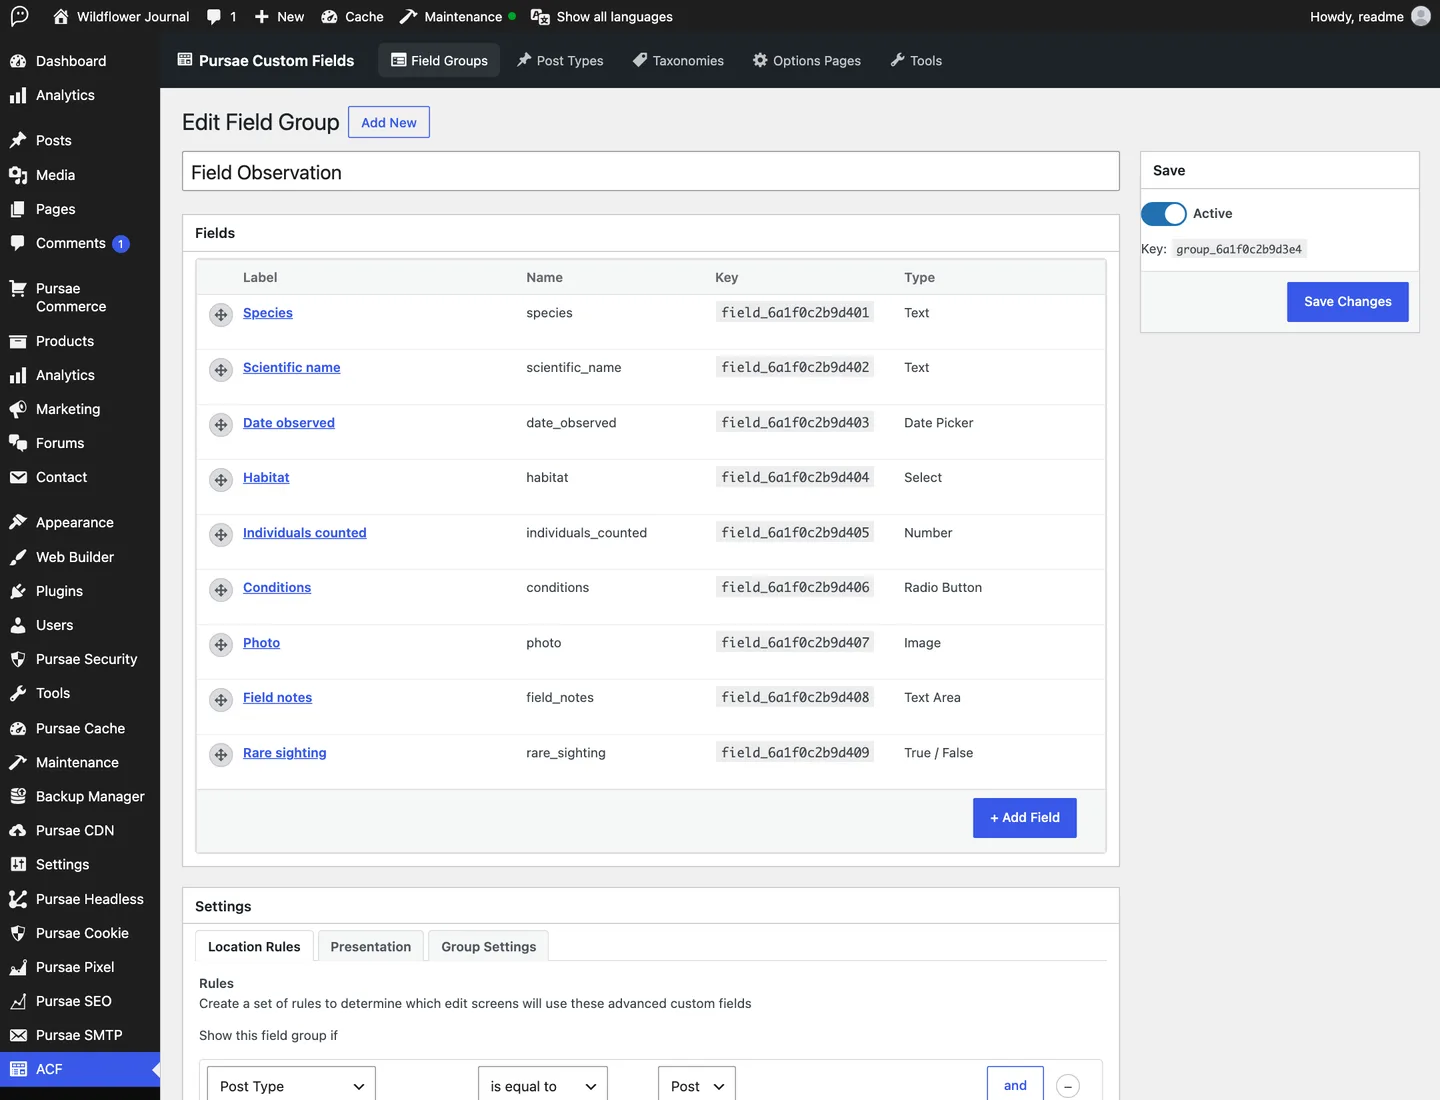 Wildflower Journal
1
New
Cache
Maintenance
Show all languages
Howdy, readme
Dashboard
Analytics
Posts
Media
Pages
Comments 1
Pursae Commerce
Products
Analytics
Marketing
Forums
Contact
Appearance
Web Builder
Plugins
Users
Pursae Security
Tools
Pursae Cache
Maintenance
Backup Manager
Pursae CDN
Settings
Pursae Headless
Pursae Cookie
Pursae Pixel
Pursae SEO
Pursae SMTP
ACF
Pursae Custom Fields
Field Groups
Post Types
Taxonomies
Options Pages
Tools
Edit Field Group
Add New
Field Observation
Fields
Label Name Key Type
Species species field_6a1f0c2b9d401 Text
Scientific name scientific_name field_6a1f0c2b9d402 Text
Date observed date_observed field_6a1f0c2b9d403 Date Picker
Habitat habitat field_6a1f0c2b9d404 Select
Individuals counted individuals_counted field_6a1f0c2b9d405 Number
Conditions conditions field_6a1f0c2b9d406 Radio Button
Photo photo field_6a1f0c2b9d407 Image
Field notes field_notes field_6a1f0c2b9d408 Text Area
Rare sighting rare_sighting field_6a1f0c2b9d409 True / False
+ Add Field
Settings
Location Rules
Presentation
Group Settings
Rules
Create a set of rules to determine which edit screens will use these advanced custom fields
Show this field group if
Post Type
is equal to
Post
and
Save
Active
Key: group_6a1f0c2b9d3e4
Save Changes